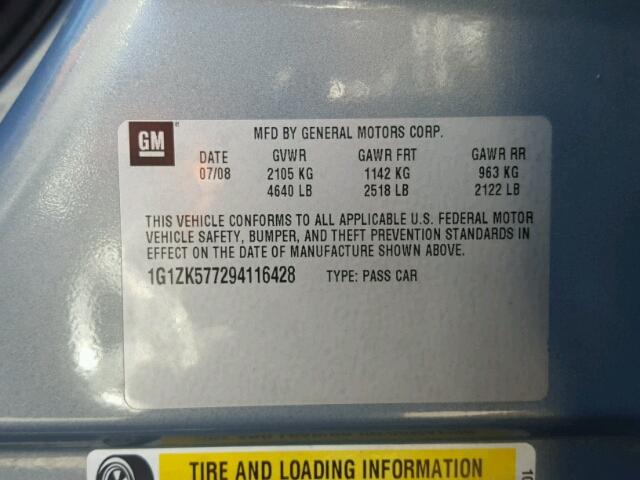 GM
MFD BY GENERAL MOTORS CORP.
DATE GVWR GAWR FRT GAWR RR
07/08 2105 KG 1142 KG 963 KG
4640 LB 2518 LB 2122 LB
THIS VEHICLE CONFORMS TO ALL APPLICABLE U.S. FEDERAL MOTOR
VEHICLE SAFETY, BUMPER, AND THEFT PREVENTION STANDARDS IN
EFFECT ON THE DATE OF MANUFACTURE SHOWN ABOVE.
1G1ZK577294116428 TYPE: PASS CAR
TIRE AND LOADING INFORMATION